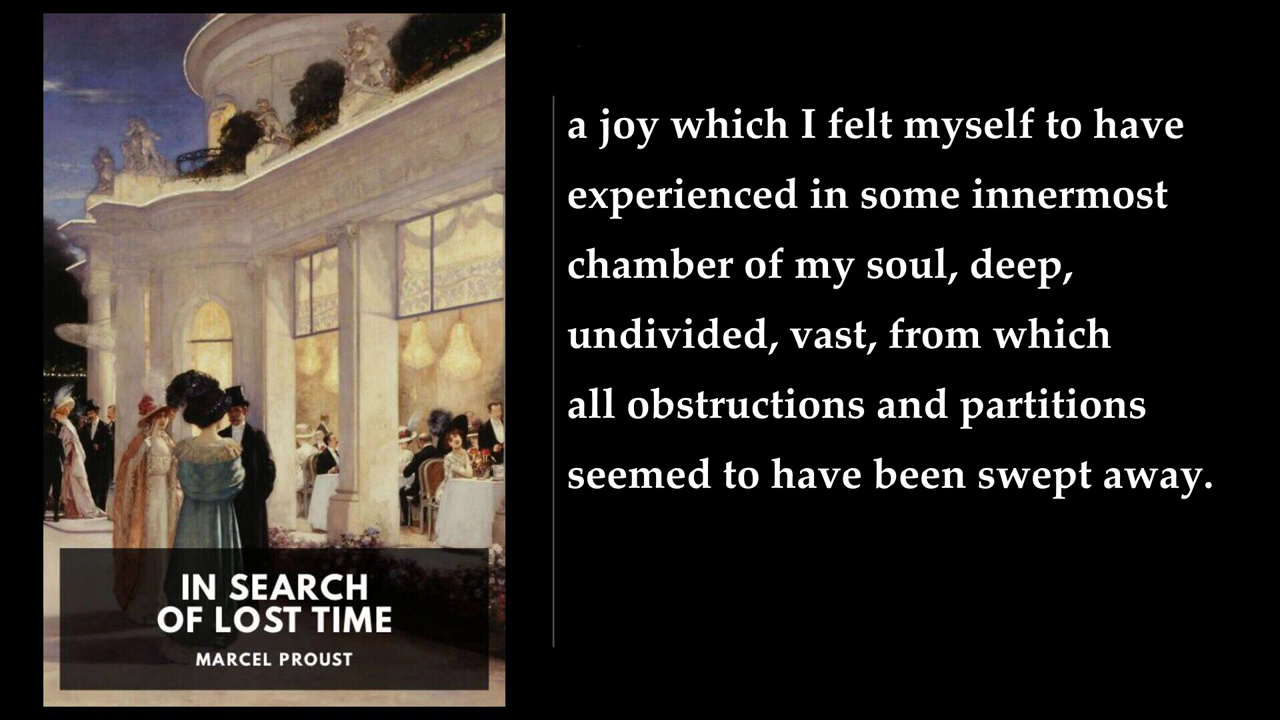 a joy which I felt myself to have
experienced in some innermost
chamber of my soul, deep,
undivided, vast, from which
all obstructions and partitions
seemed to have been swept away.
IN SEARCH
OF LOST TIME
MARCEL PROUST